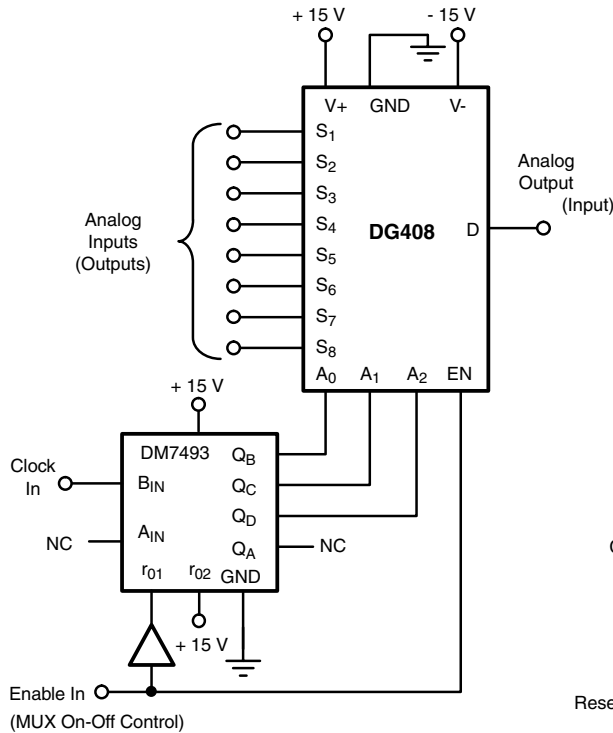 + 15 V
- 15 V
V+
GND
V-
S1
S2
S3
S4
S5
S6
S7
S8
DG408
D
Analog
Output
(Input)
Analog
Inputs
(Outputs)
A0
A1
A2
EN
+ 15 V
DM7493
QB
QC
QD
QA
BIN
AIN
r01
r02
GND
Clock
In
NC
NC
+ 15 V
Enable In
(MUX On-Off Control)
Rese